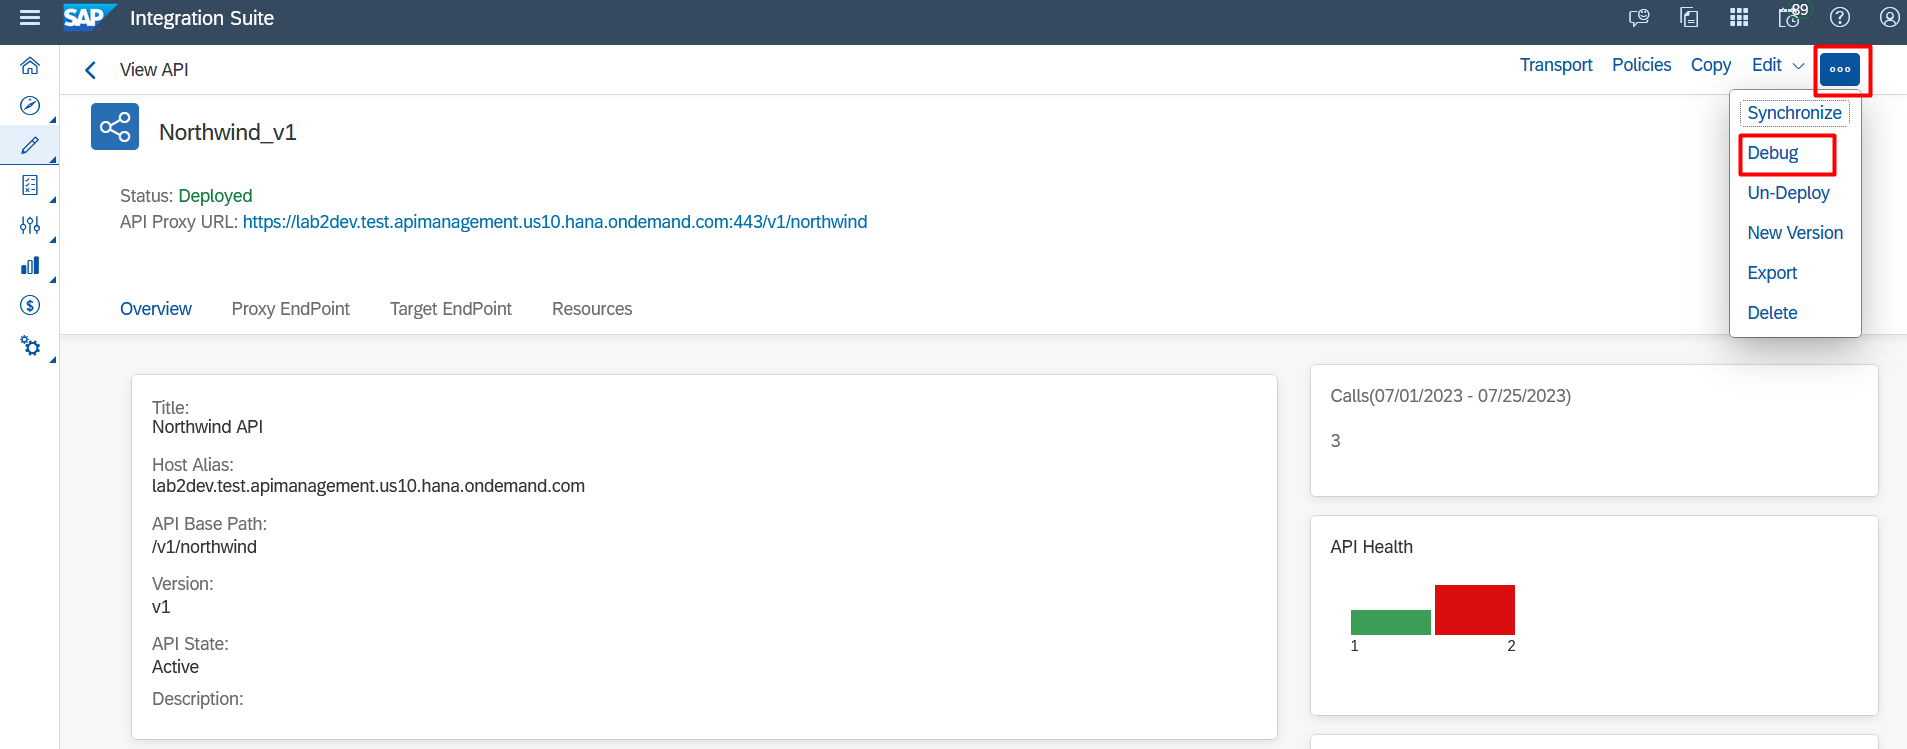 SAP Integration Suite
89
View API
Transport Policies Copy Edit
Northwind_v1
Synchronize
Debug
Un-Deploy
New Version
Export
Delete
Status: Deployed
API Proxy URL: https://lab2dev.test.apimanagement.us10.hana.ondemand.com:443/v1/northwind
Overview Proxy EndPoint Target EndPoint Resources
Title:
Northwind API
Host Alias:
lab2dev.test.apimanagement.us10.hana.ondemand.com
API Base Path:
/v1/northwind
Version:
v1
API State:
Active
Description:
Calls(07/01/2023 - 07/25/2023)
3
API Health
1 2